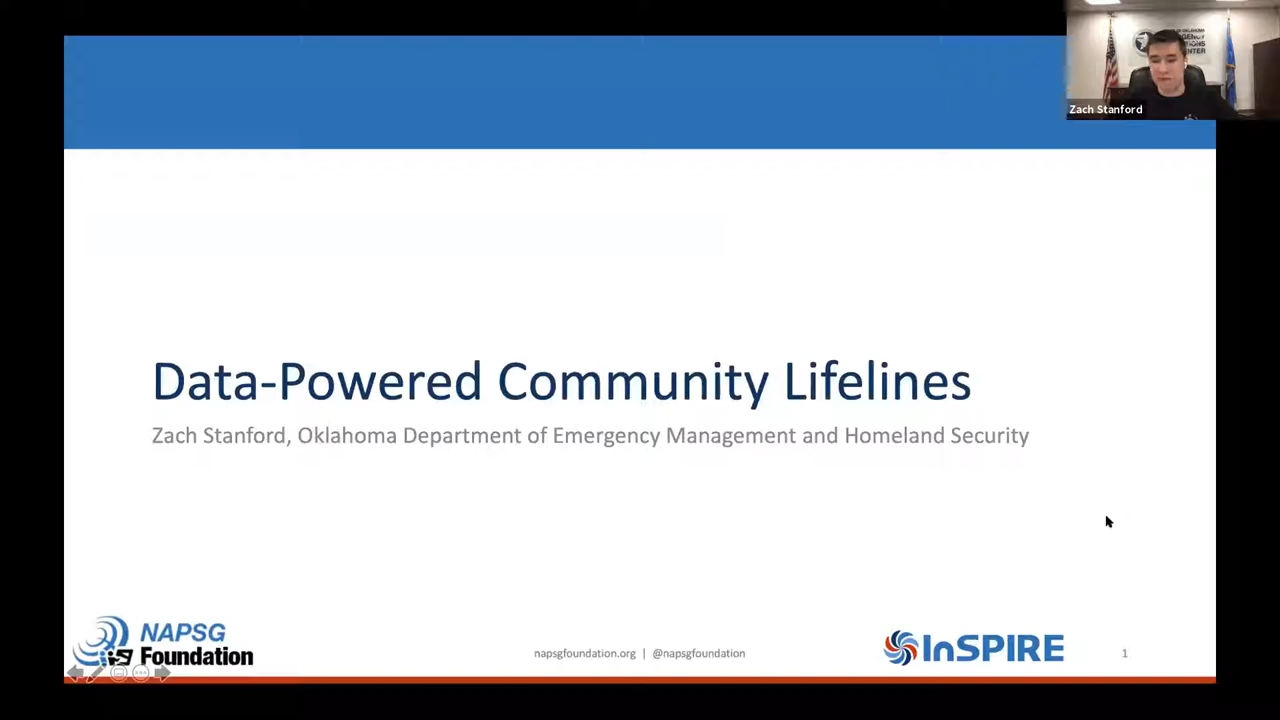 Zach Stanford
Data-Powered Community Lifelines
Zach Stanford, Oklahoma Department of Emergency Management and Homeland Security
NAPSG
Foundation
napsgfoundation.org | @napsgfoundation
InSPIRE
1